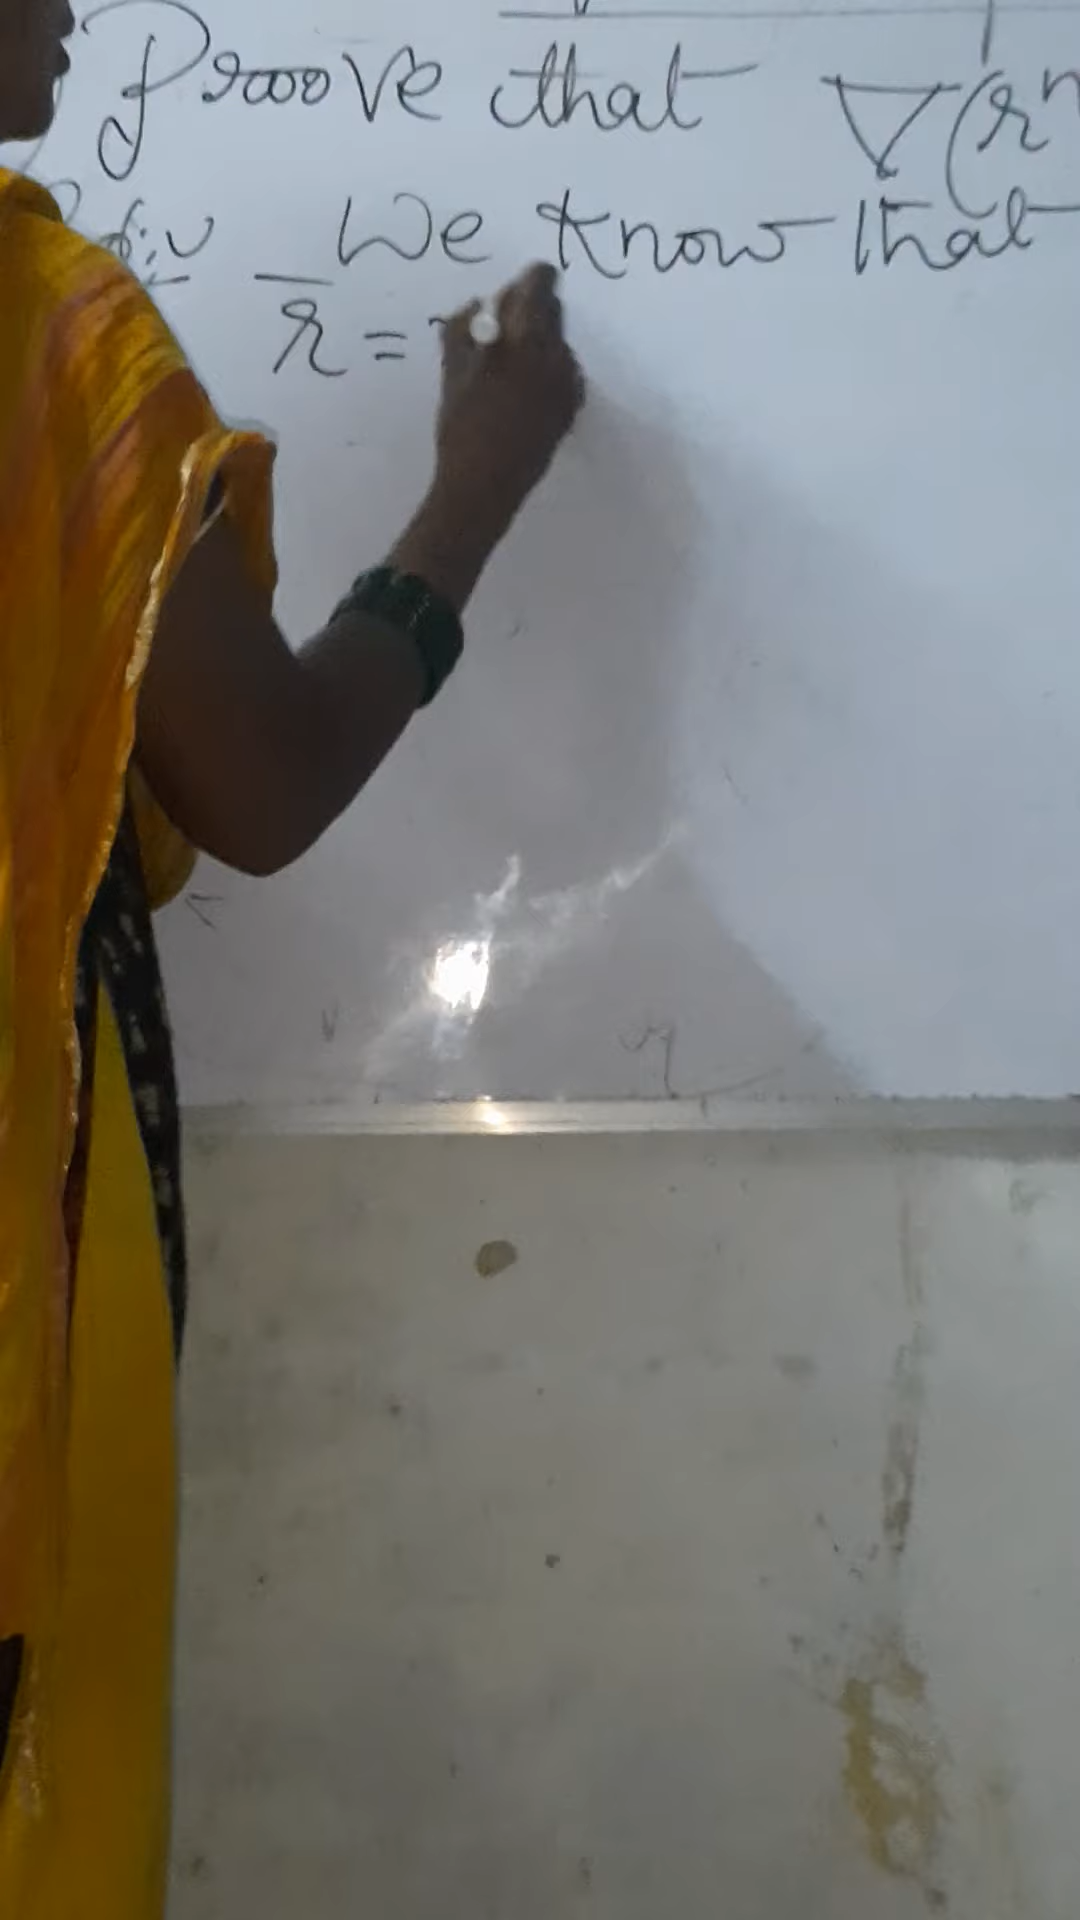 Proove that ∇(r^n
We know that
r̄ =